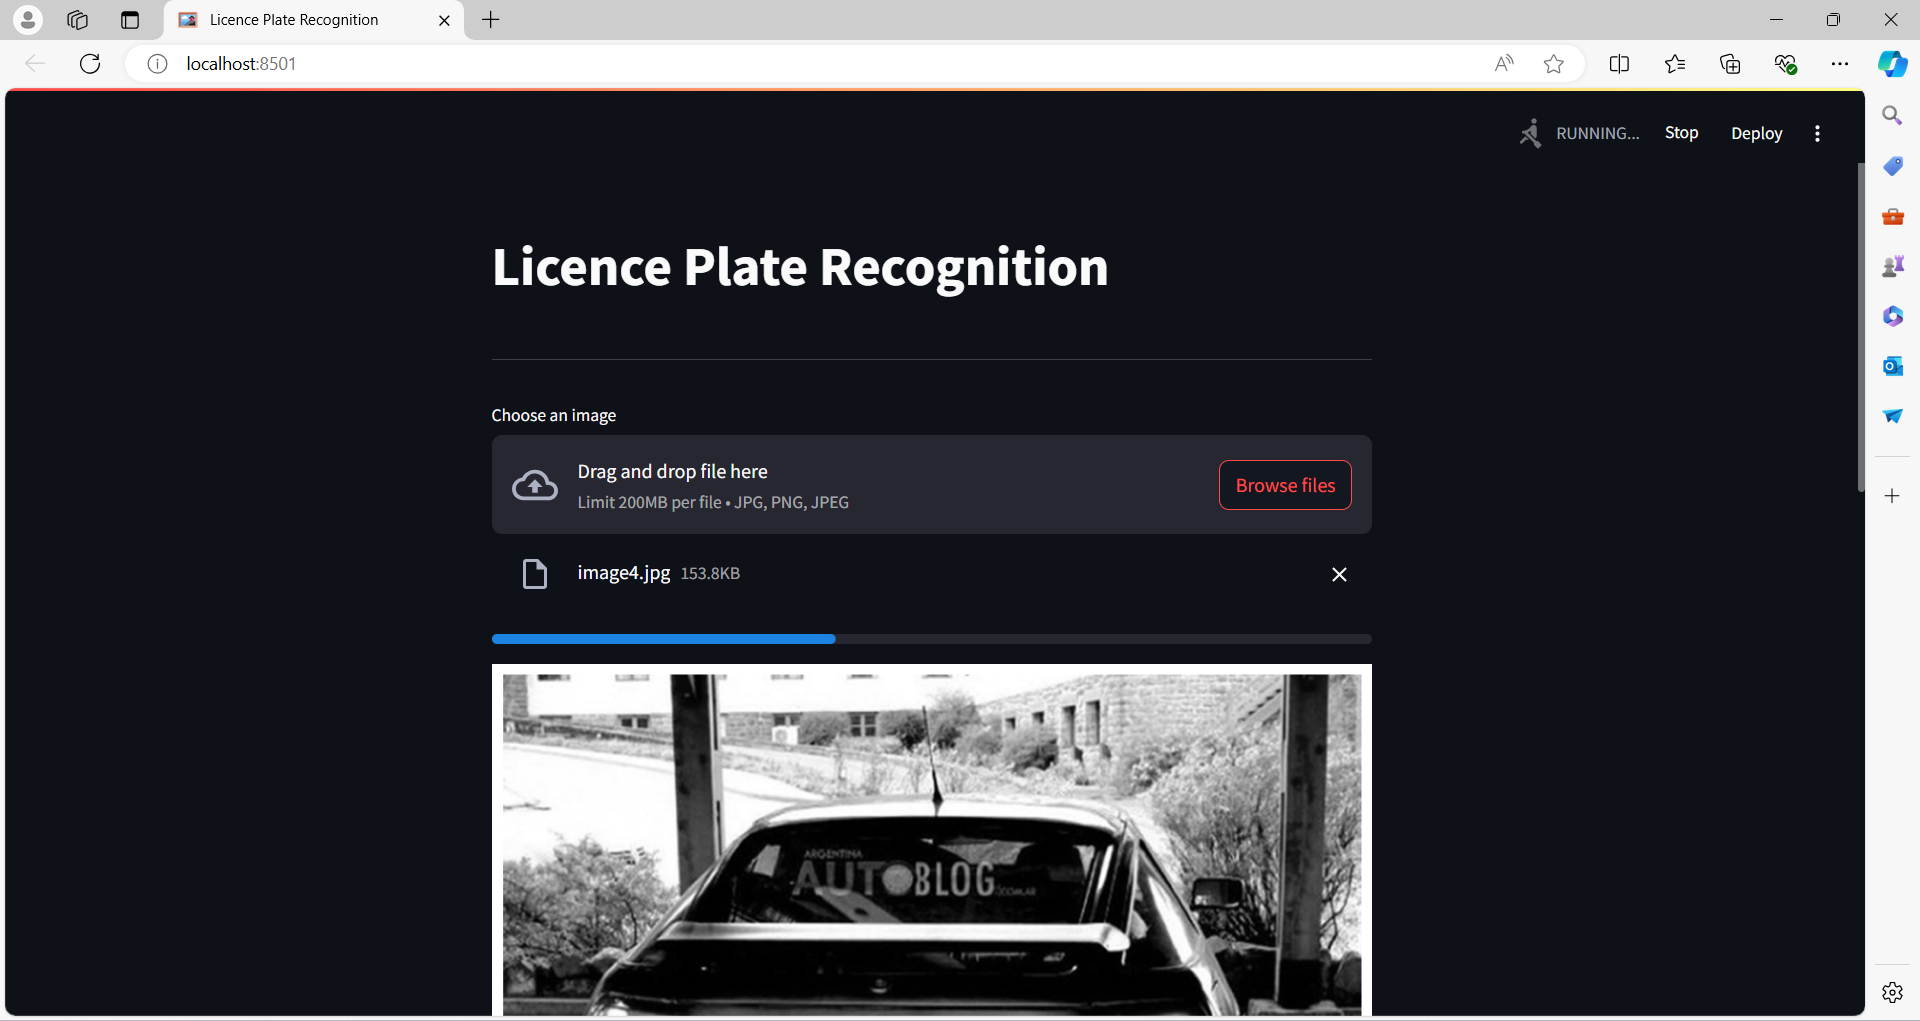 Licence Plate Recognition
localhost:8501
RUNNING...
Stop
Deploy
Licence Plate Recognition
Choose an image
Drag and drop file here
Limit 200MB per file • JPG, PNG, JPEG
Browse files
image4.jpg 153.8KB
ARGENTINA
AUTOBLOG
.COM.AR